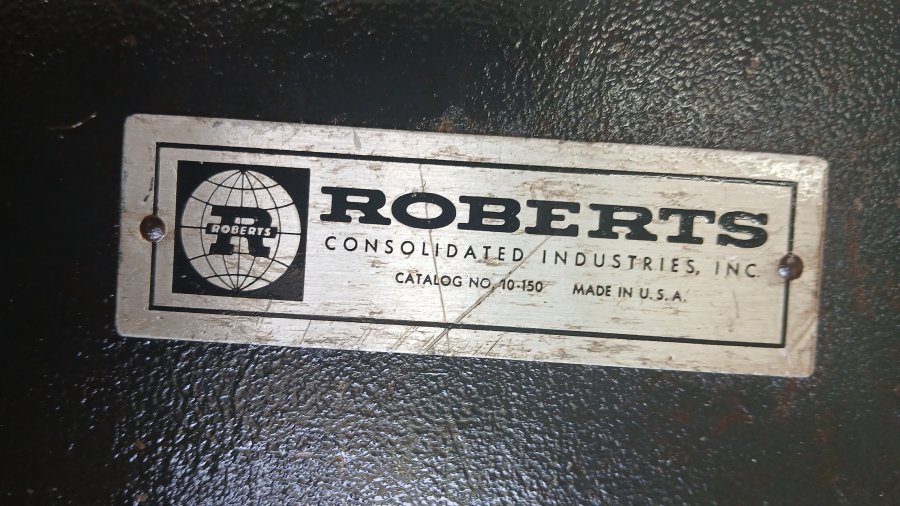 R
ROBERTS
ROBERTS
CONSOLIDATED INDUSTRIES, INC.
CATALOG NO. 10-150 MADE IN U.S.A.